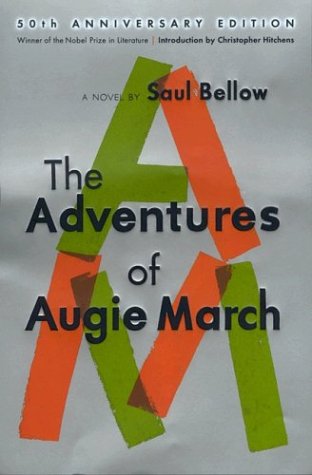 50th ANNIVERSARY EDITION
Winner of the Nobel Prize in Literature | Introduction by Christopher Hitchens
A NOVEL BY Saul Bellow
The
Adventures
of
Augie March
AM